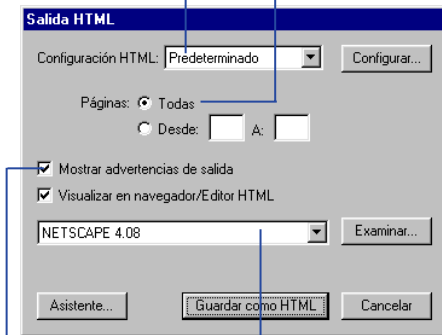 Salida HTML
Configuración HTML: Predeterminado Configurar...
Páginas: Todas
Desde: A:
Mostrar advertencias de salida
Visualizar en navegador/Editor HTML
NETSCAPE 4.08 Examinar...
Asistente... Guardar como HTML Cancelar